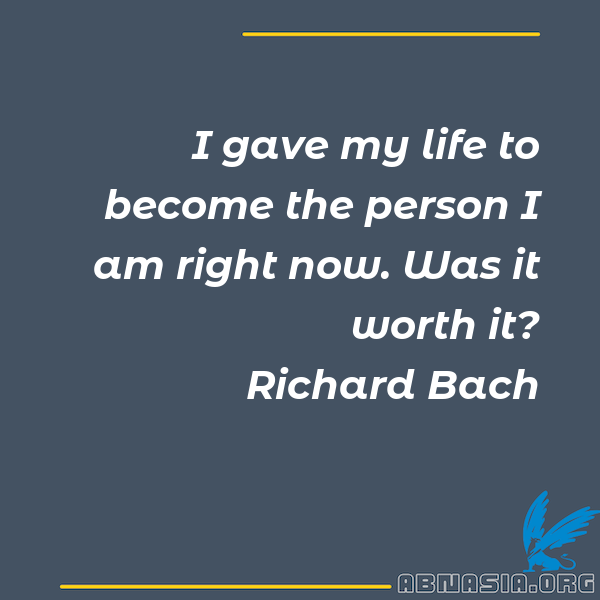 I gave my life to
become the person I
am right now. Was it
worth it?
Richard Bach
ABNASIA.ORG